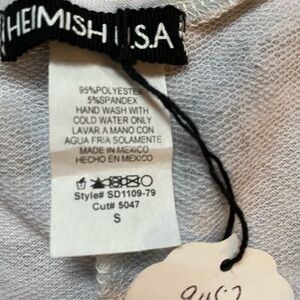 HEIMISH U.S.A
95%POLYESTER
5%SPANDEX
HAND WASH WITH
COLD WATER ONLY
LAVAR A MANO CON
AGUA FRIA SOLAMENTE
MADE IN MEXICO
HECHO EN MEXICO
Style# SD1109-79
Cut# 5047
S